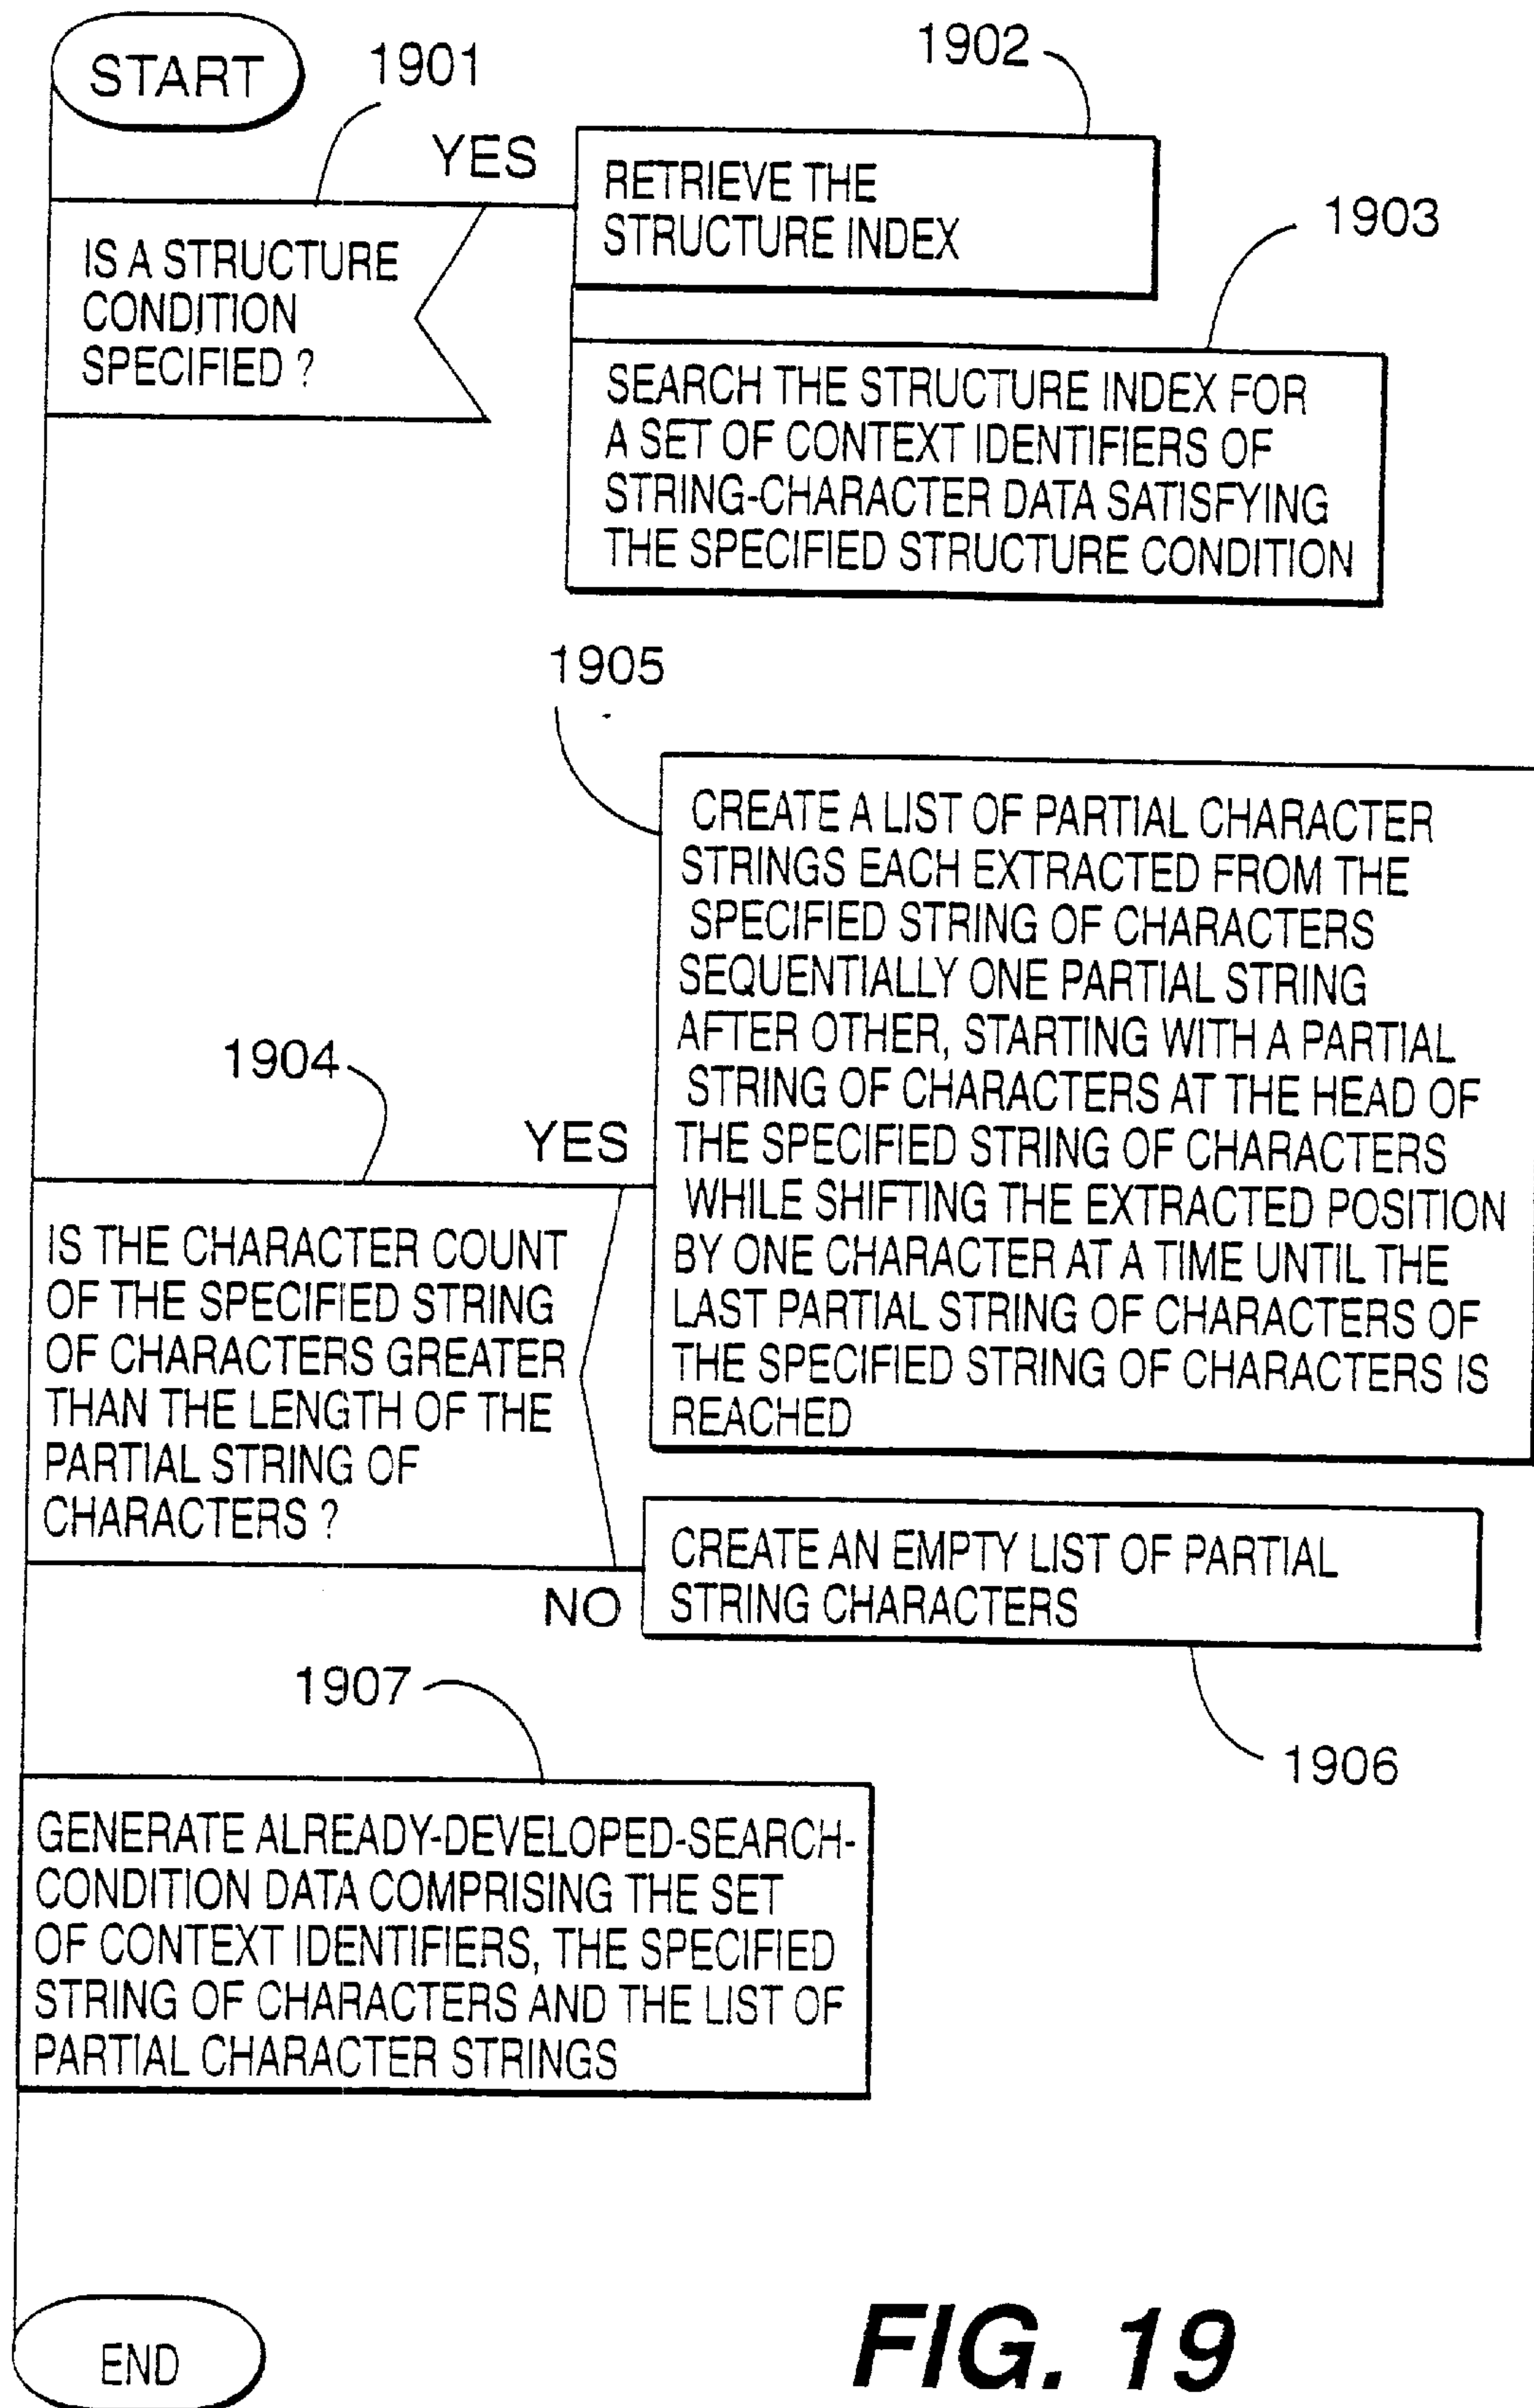 START
1901
1902
YES
RETRIEVE THE
STRUCTURE INDEX
1903
IS A STRUCTURE
CONDITION
SPECIFIED ?
SEARCH THE STRUCTURE INDEX FOR
A SET OF CONTEXT IDENTIFIERS OF
STRING-CHARACTER DATA SATISFYING
THE SPECIFIED STRUCTURE CONDITION
1905
CREATE A LIST OF PARTIAL CHARACTER
STRINGS EACH EXTRACTED FROM THE
SPECIFIED STRING OF CHARACTERS
SEQUENTIALLY ONE PARTIAL STRING
AFTER OTHER, STARTING WITH A PARTIAL
STRING OF CHARACTERS AT THE HEAD OF
THE SPECIFIED STRING OF CHARACTERS
WHILE SHIFTING THE EXTRACTED POSITION
BY ONE CHARACTER AT A TIME UNTIL THE
LAST PARTIAL STRING OF CHARACTERS OF
THE SPECIFIED STRING OF CHARACTERS IS
REACHED
1904
YES
IS THE CHARACTER COUNT
OF THE SPECIFIED STRING
OF CHARACTERS GREATER
THAN THE LENGTH OF THE
PARTIAL STRING OF
CHARACTERS ?
NO
CREATE AN EMPTY LIST OF PARTIAL
STRING CHARACTERS
1906
1907
GENERATE ALREADY-DEVELOPED-SEARCH-
CONDITION DATA COMPRISING THE SET
OF CONTEXT IDENTIFIERS, THE SPECIFIED
STRING OF CHARACTERS AND THE LIST OF
PARTIAL CHARACTER STRINGS
END
FIG. 19